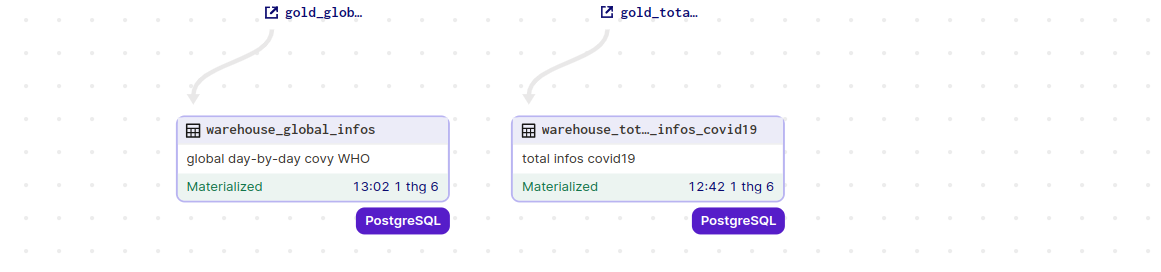 gold_glob…
gold_tota…
warehouse_global_infos
global day-by-day covy WHO
Materialized 13:02 1 thg 6
PostgreSQL
warehouse_tot…_infos_covid19
total infos covid19
Materialized 12:42 1 thg 6
PostgreSQL